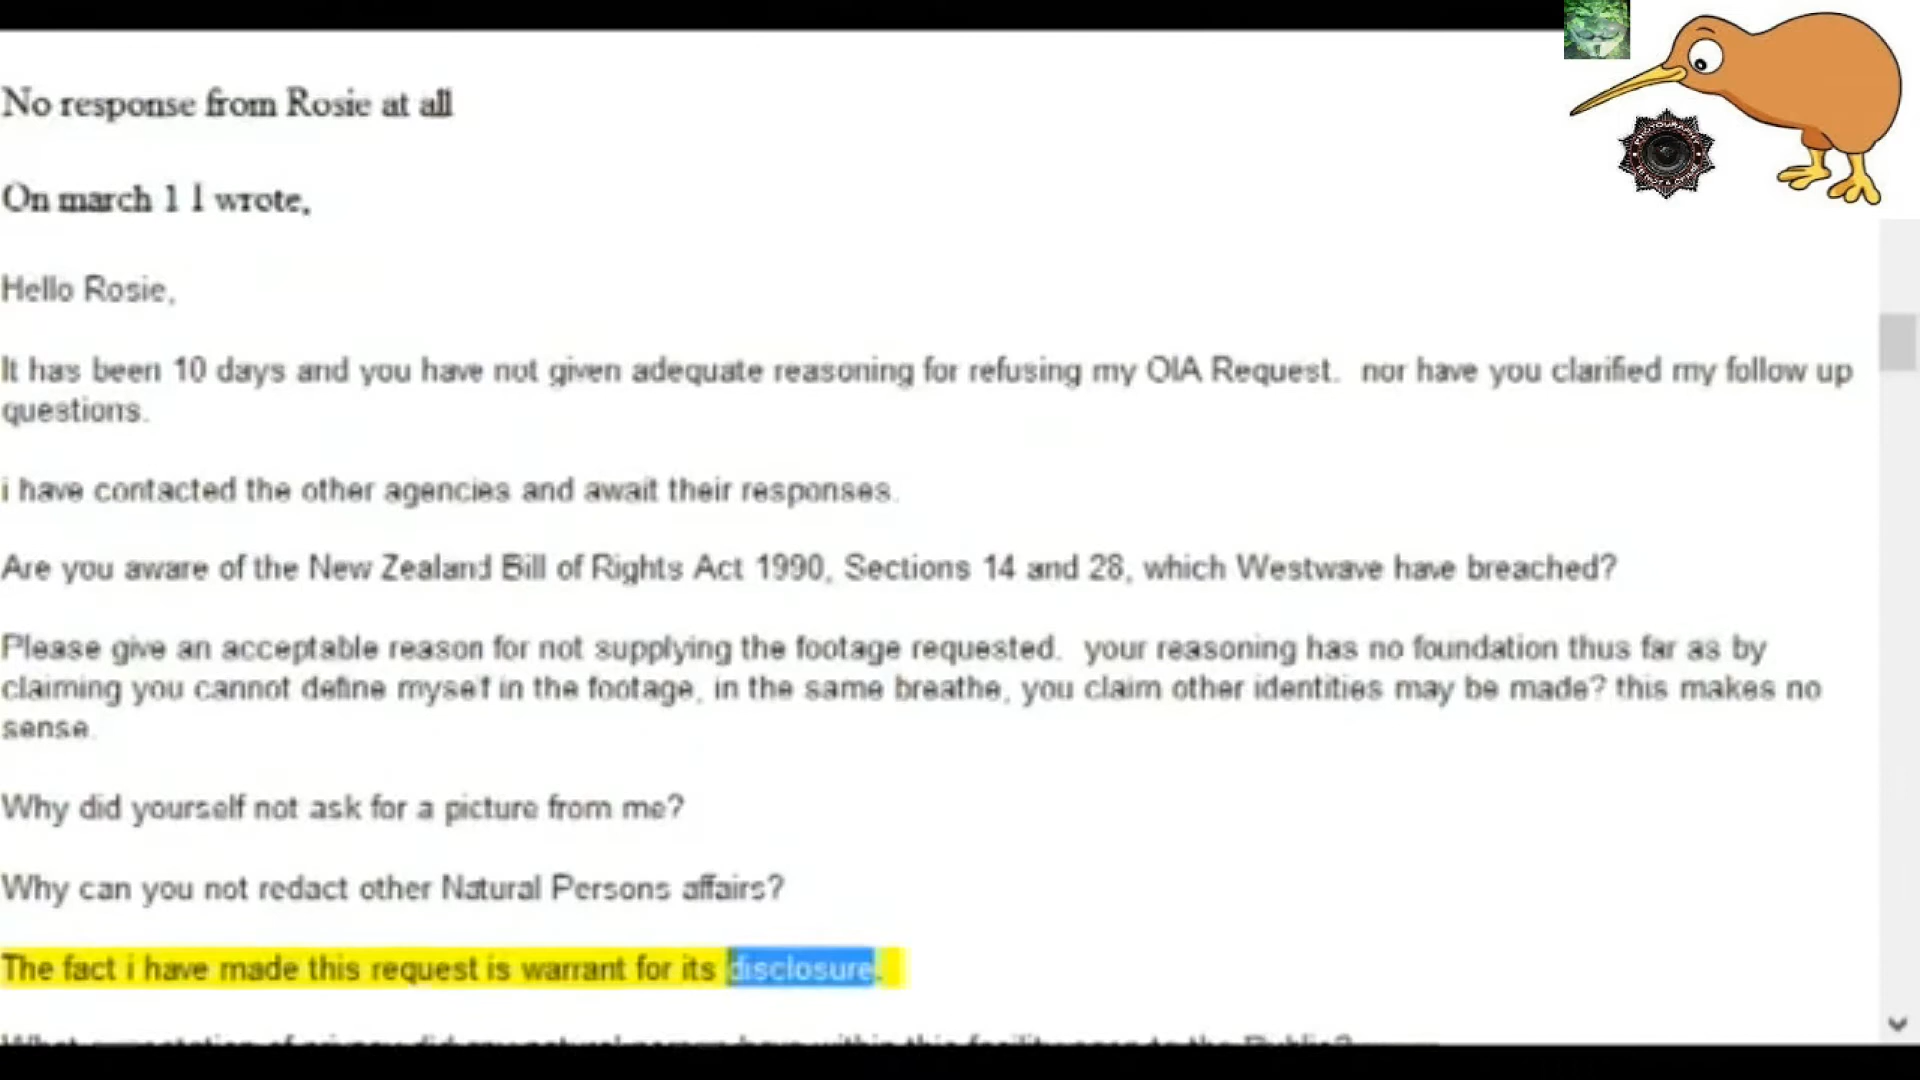 No response from Rosie at all
On march 1 I wrote,
Hello Rosie,
It has been 10 days and you have not given adequate reasoning for refusing my OIA Request.  nor have you clarified my follow up
questions.
i have contacted the other agencies and await their responses.
Are you aware of the New Zealand Bill of Rights Act 1990, Sections 14 and 28, which Westwave have breached?
Please give an acceptable reason for not supplying the footage requested.  your reasoning has no foundation thus far as by
claiming you cannot define myself in the footage, in the same breathe, you claim other identities may be made? this makes no
sense.
Why did yourself not ask for a picture from me?
Why can you not redact other Natural Persons affairs?
The fact i have made this request is warrant for its disclosure.